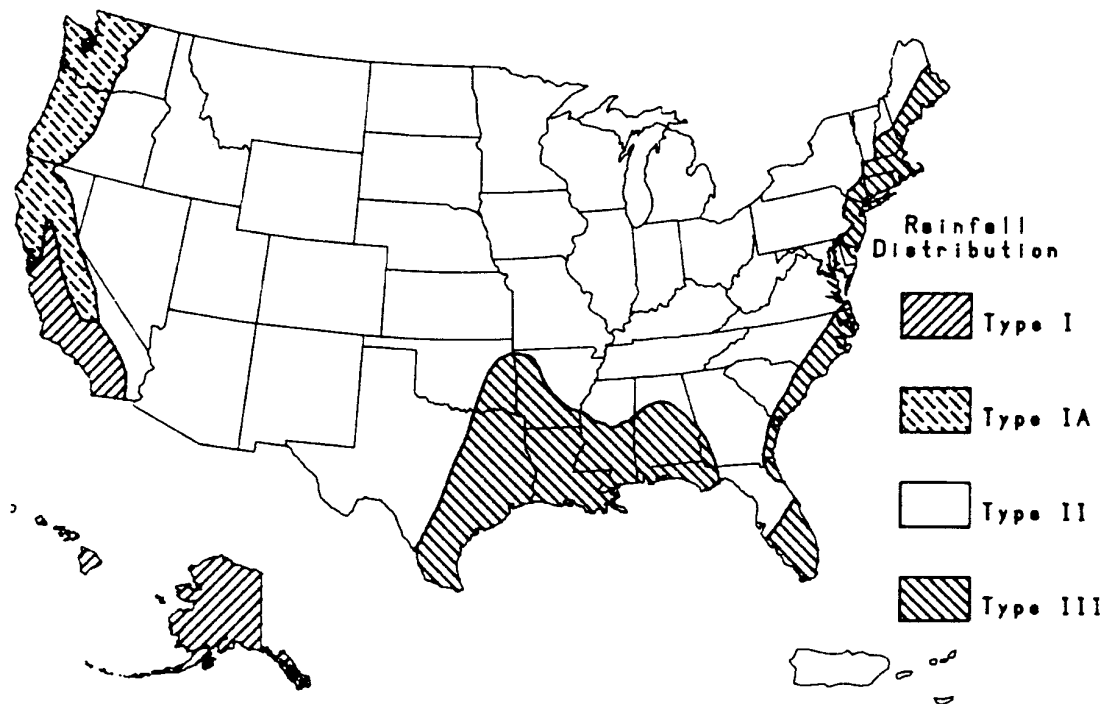 Rainfall
Distribution
Type I
Type IA
Type II
Type III